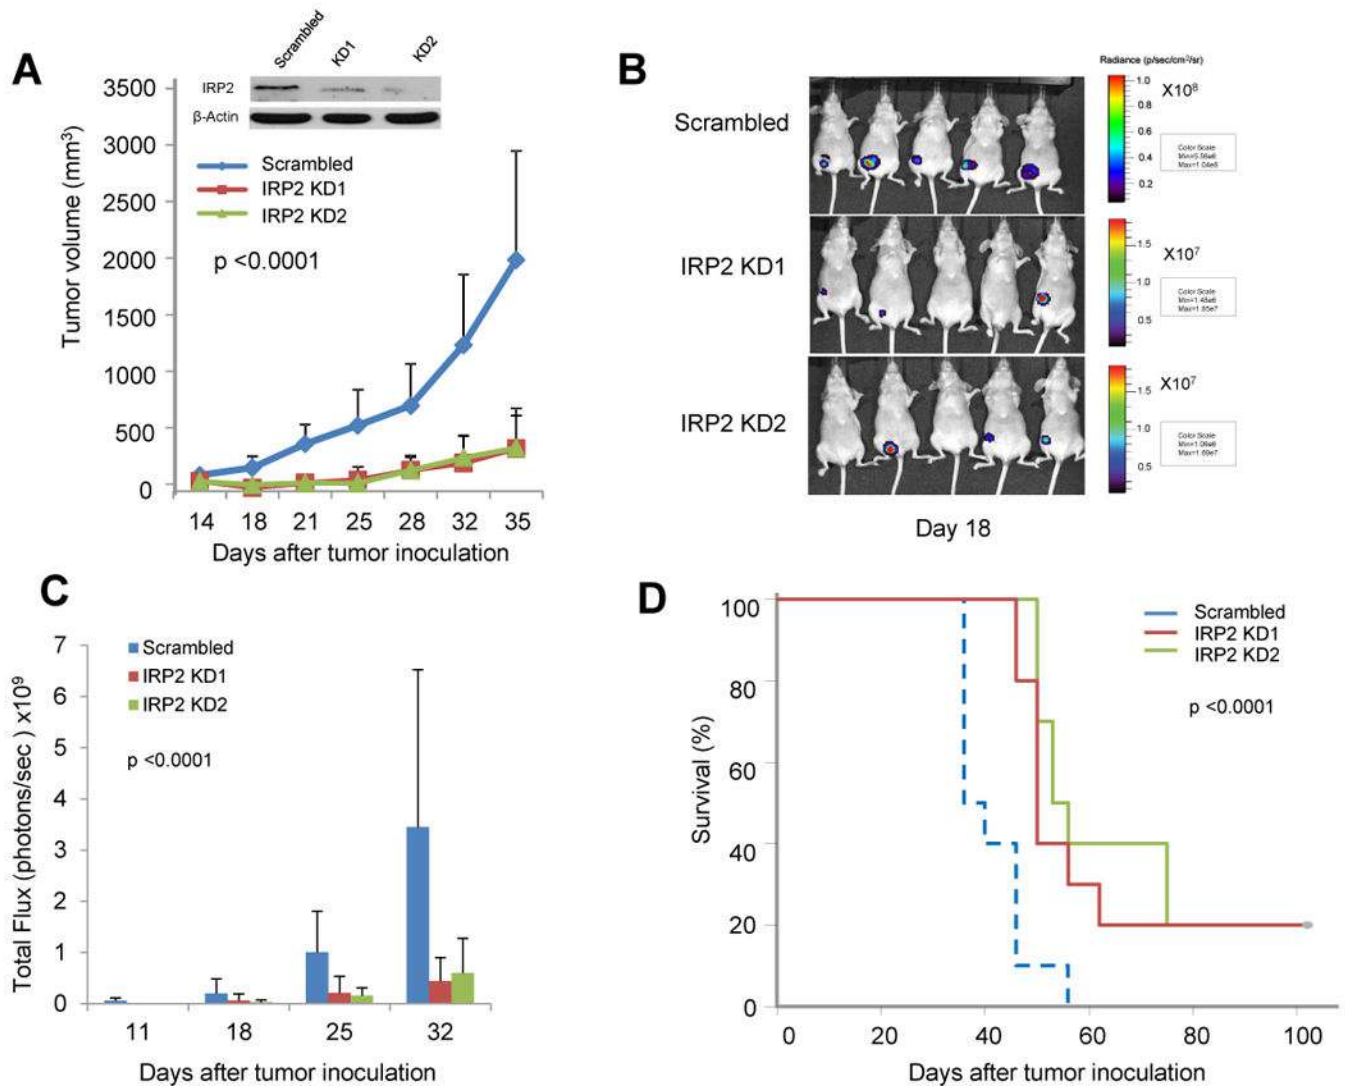 A
Scrambled
KD1
KD2
IRP2
β-Actin
3500
3000
2500
2000
1500
1000
500
0
Tumor volume (mm³)
Scrambled
IRP2 KD1
IRP2 KD2
p <0.0001
14 18 21 25 28 32 35
Days after tumor inoculation
B
Radiance (p/sec/cm²/sr)
Scrambled
1.0
0.8
0.6
0.4
0.2
X10⁸
Color Scale
IRP2 KD1
1.5
1.0
0.5
X10⁷
Color Scale
IRP2 KD2
1.5
1.0
0.5
X10⁷
Color Scale
Day 18
C
7
6
5
4
3
2
1
0
Total Flux (photons/sec ) x10⁹
Scrambled
IRP2 KD1
IRP2 KD2
p <0.0001
11 18 25 32
Days after tumor inoculation
D
100
80
60
40
20
0
Survival (%)
Scrambled
IRP2 KD1
IRP2 KD2
p <0.0001
0 20 40 60 80 100
Days after tumor inoculation